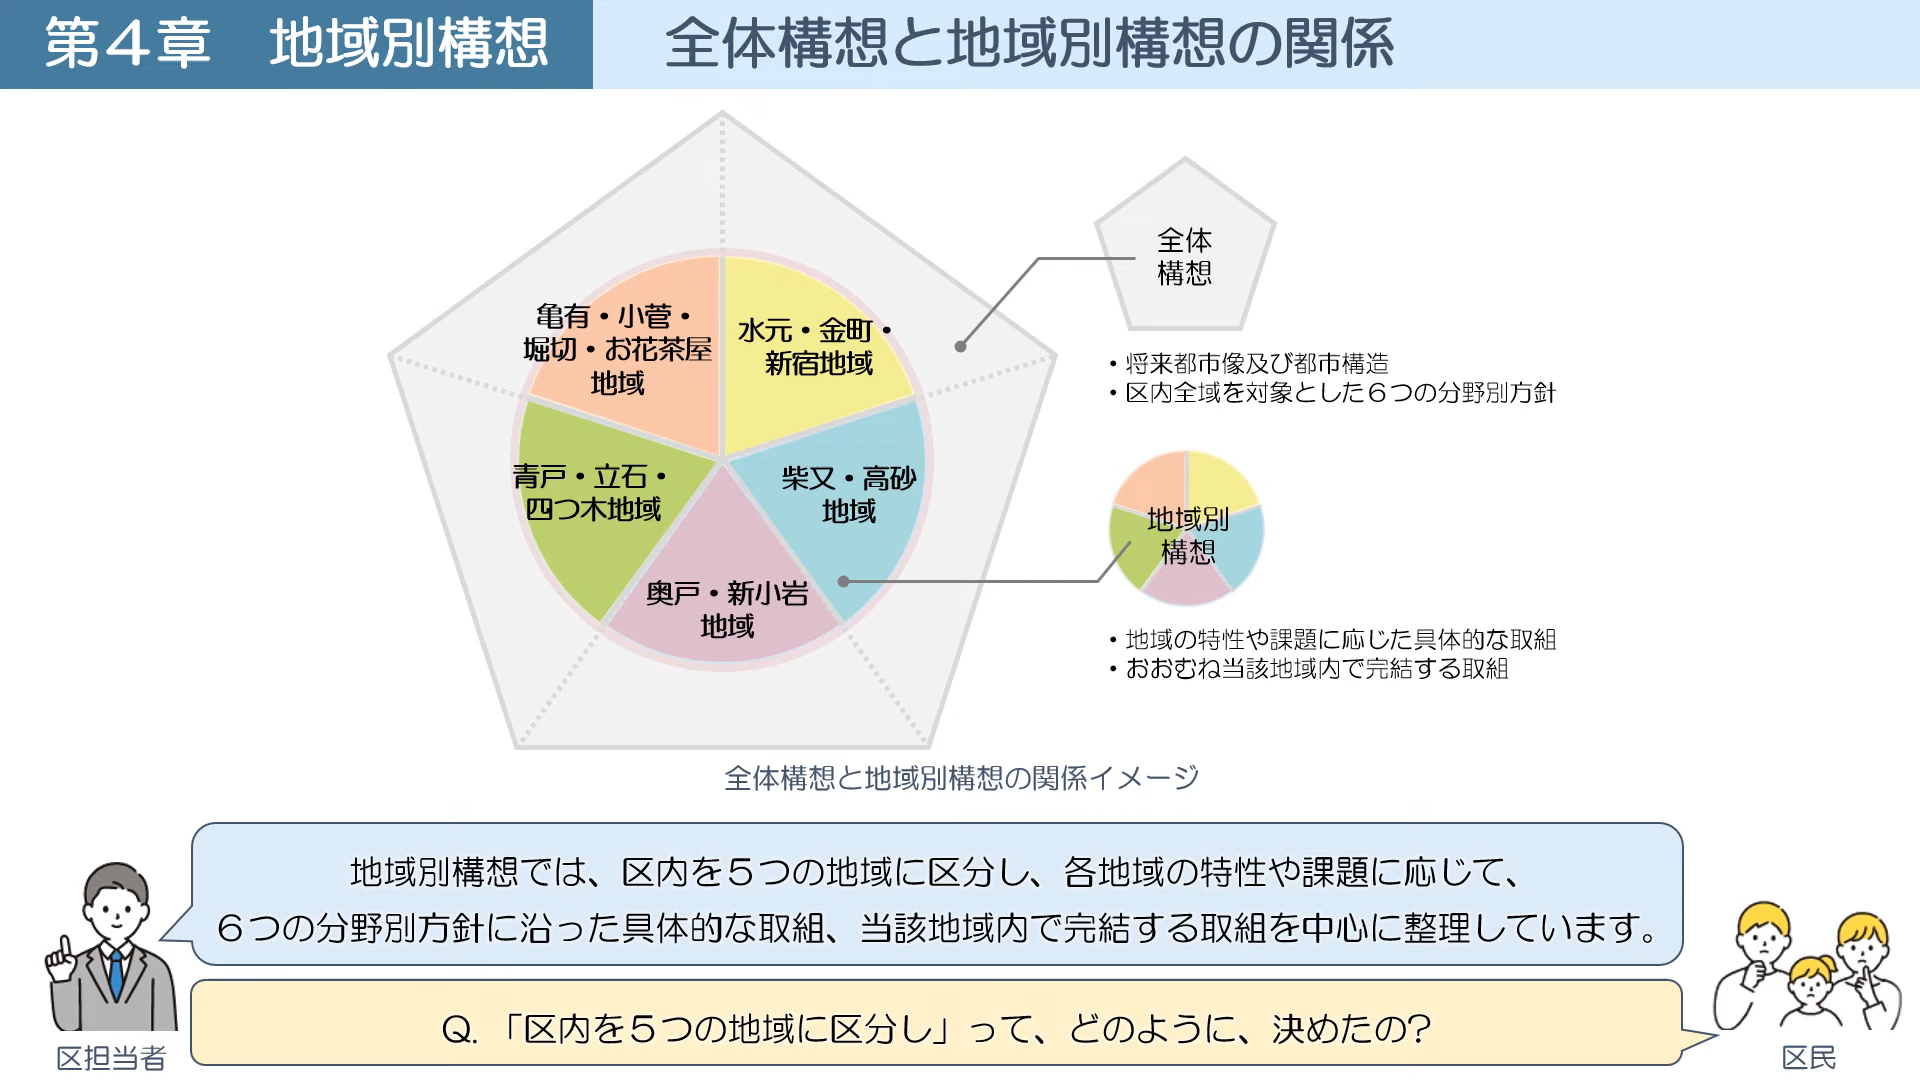 第４章　地域別構想
全体構想と地域別構想の関係
亀有・小菅・
堀切・お花茶屋
地域
水元・金町・
新宿地域
青戸・立石・
四つ木地域
柴又・高砂
地域
奥戸・新小岩
地域
全体
構想
・将来都市像及び都市構造
・区内全域を対象とした６つの分野別方針
地域別
構想
・地域の特性や課題に応じた具体的な取組
・おおむね当該地域内で完結する取組
全体構想と地域別構想の関係イメージ
地域別構想では、区内を５つの地域に区分し、各地域の特性や課題に応じて、
６つの分野別方針に沿った具体的な取組、当該地域内で完結する取組を中心に整理しています。
Q. 「区内を５つの地域に区分し」って、どのように、決めたの?
区担当者
区民